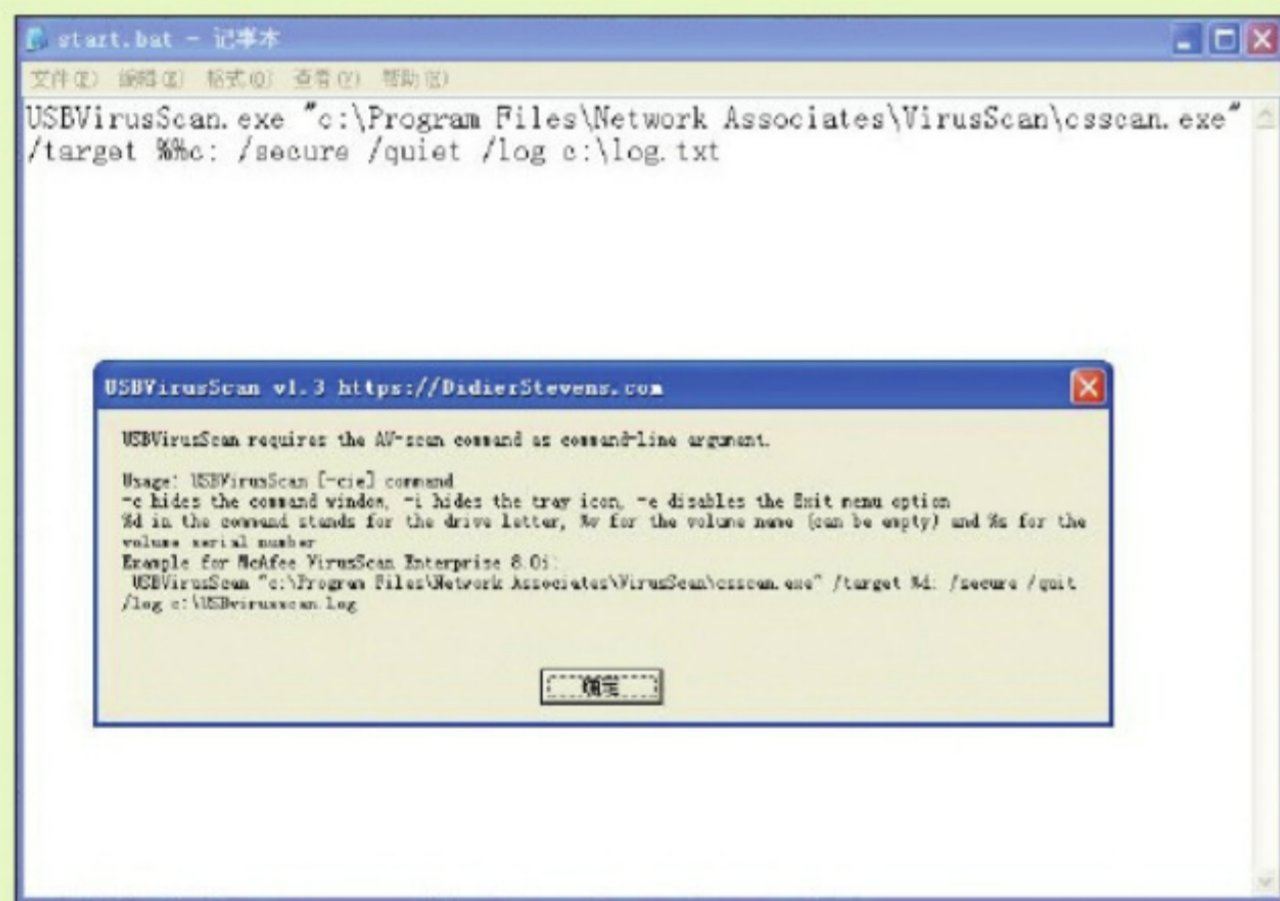 start.bat - 记事本
文件(F) 编辑(E) 格式(O) 查看(V) 帮助(H)
USBVirusScan.exe "c:\Program Files\Network Associates\VirusScan\csscan.exe"
/target %%c: /secure /quiet /log c:\log.txt
USBVirusScan v1.3 https://DidierStevens.com
USBVirusScan requires the AV-scan command as command-line argument.
Usage: USBVirusScan [-cie] command
-c hides the command window, -i hides the tray icon, -e disables the Exit menu option
%d in the command stands for the drive letter, %v for the volume name (can be empty) and %s for the
volume serial number
Example for McAfee VirusScan Enterprise 8.0i:
USBVirusScan "c:\Program Files\Network Associates\VirusScan\csscan.exe" /target %d: /secure /quit
/log c:\USBvirusscan.log
确定